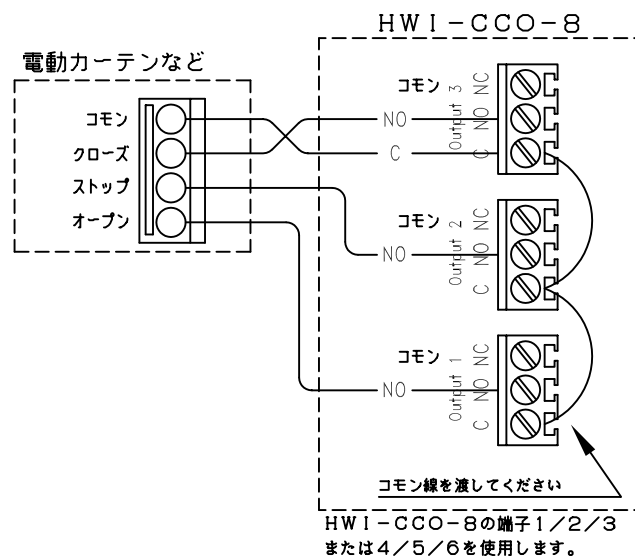 HWI-CCO-8
電動カーテンなど
コモン
クローズ
ストップ
オープン
コモン
Output 3
NC
NO
C
NO
C
コモン
Output 2
NC
NO
C
NO
コモン
Output 1
NC
NO
C
NO
コモン線を渡してください
HWI-CCO-8の端子1/2/3
または4/5/6を使用します。